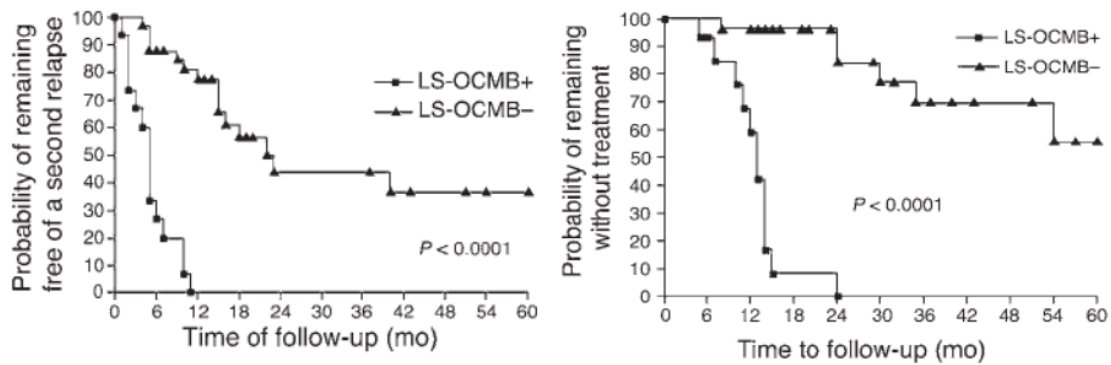 Probability of remaining
free of a second relapse
100
90
80
70
60
50
40
30
20
10
0
0 6 12 18 24 30 36 42 48 54 60
Time of follow-up (mo)
LS-OCMB+
LS-OCMB−
P < 0.0001
Probability of remaining
without treatment
100
90
80
70
60
50
40
30
20
10
0
0 6 12 18 24 30 36 42 48 54 60
Time to follow-up (mo)
LS-OCMB+
LS-OCMB−
P < 0.0001